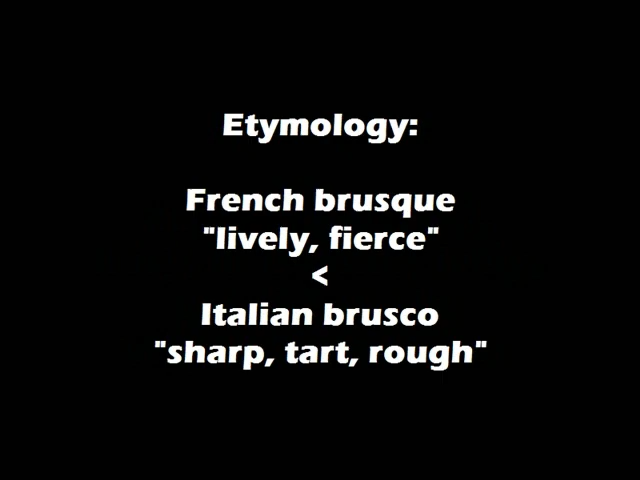 Etymology:
French brusque
"lively, fierce"
<
Italian brusco
"sharp, tart, rough"